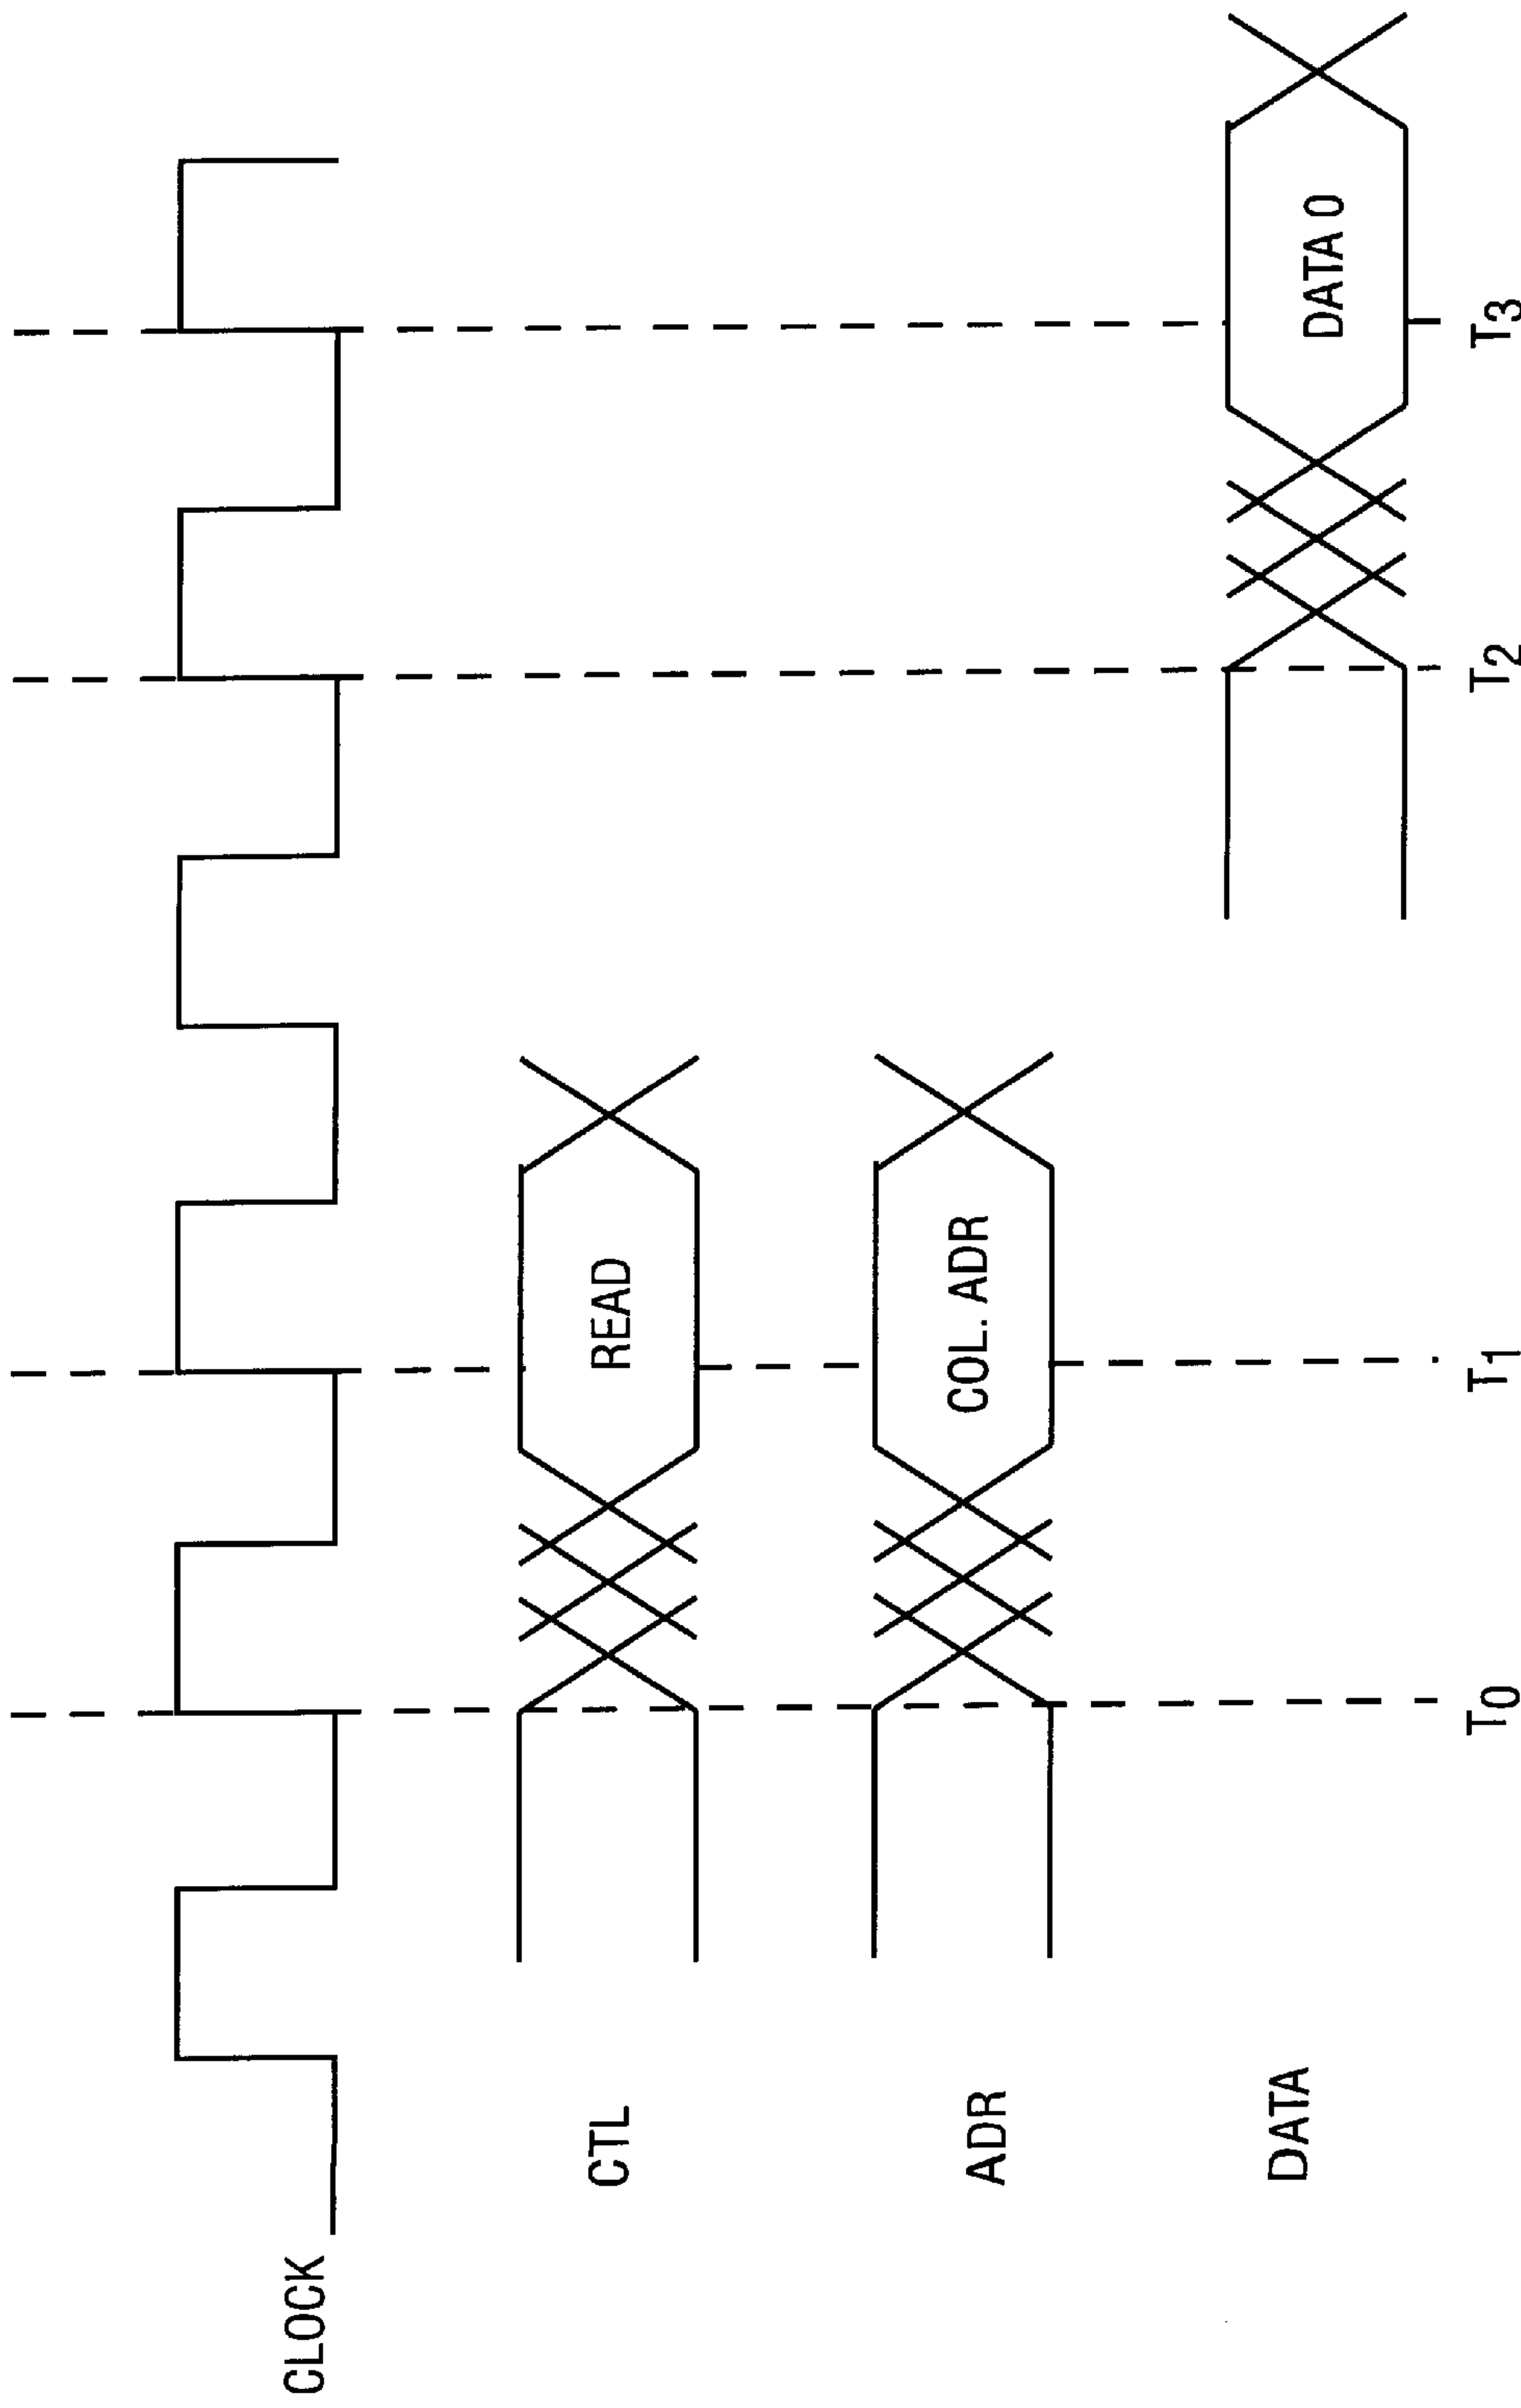 CLOCK
CTL
READ
ADR
COL. ADR
DATA
DATA 0
T0
T1
T2
T3